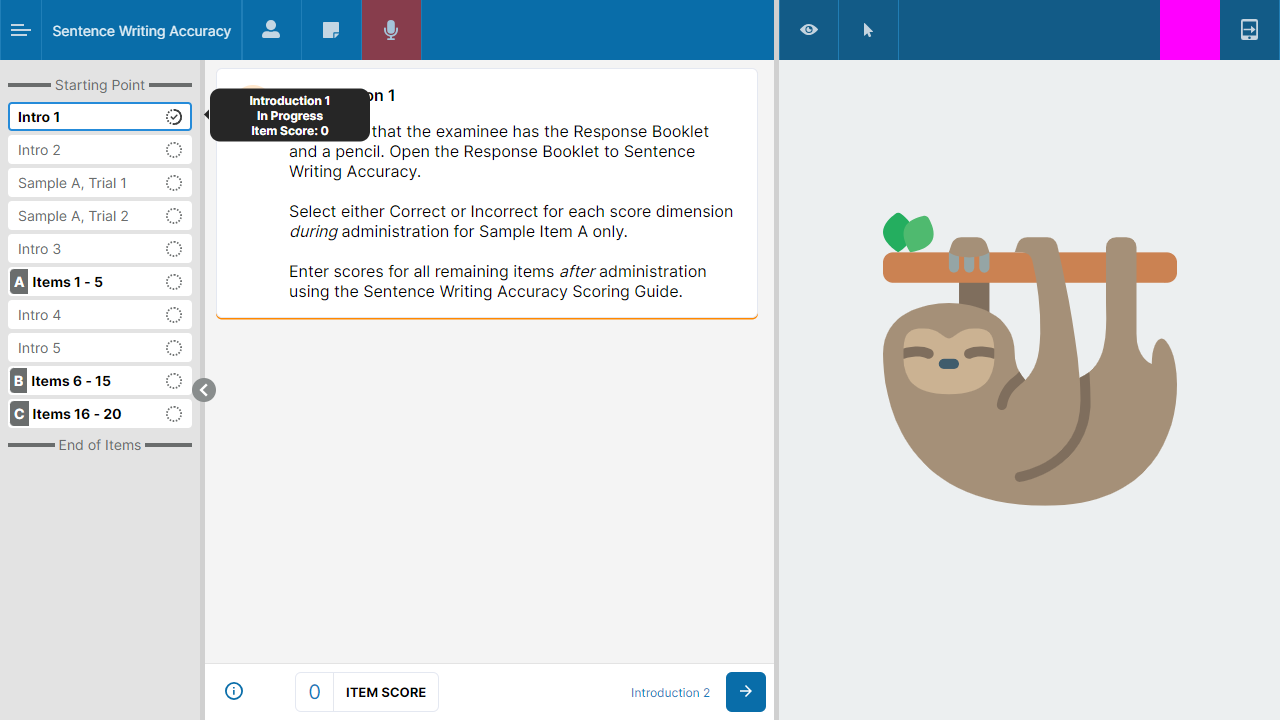 Sentence Writing Accuracy
Starting Point
Intro 1
Intro 2
Sample A, Trial 1
Sample A, Trial 2
Intro 3
A Items 1 - 5
Intro 4
Intro 5
B Items 6 - 15
C Items 16 - 20
End of Items
Introduction 1
In Progress
Item Score: 0
on 1
that the examinee has the Response Booklet
and a pencil. Open the Response Booklet to Sentence
Writing Accuracy.
Select either Correct or Incorrect for each score dimension
during administration for Sample Item A only.
Enter scores for all remaining items after administration
using the Sentence Writing Accuracy Scoring Guide.
0 ITEM SCORE
Introduction 2